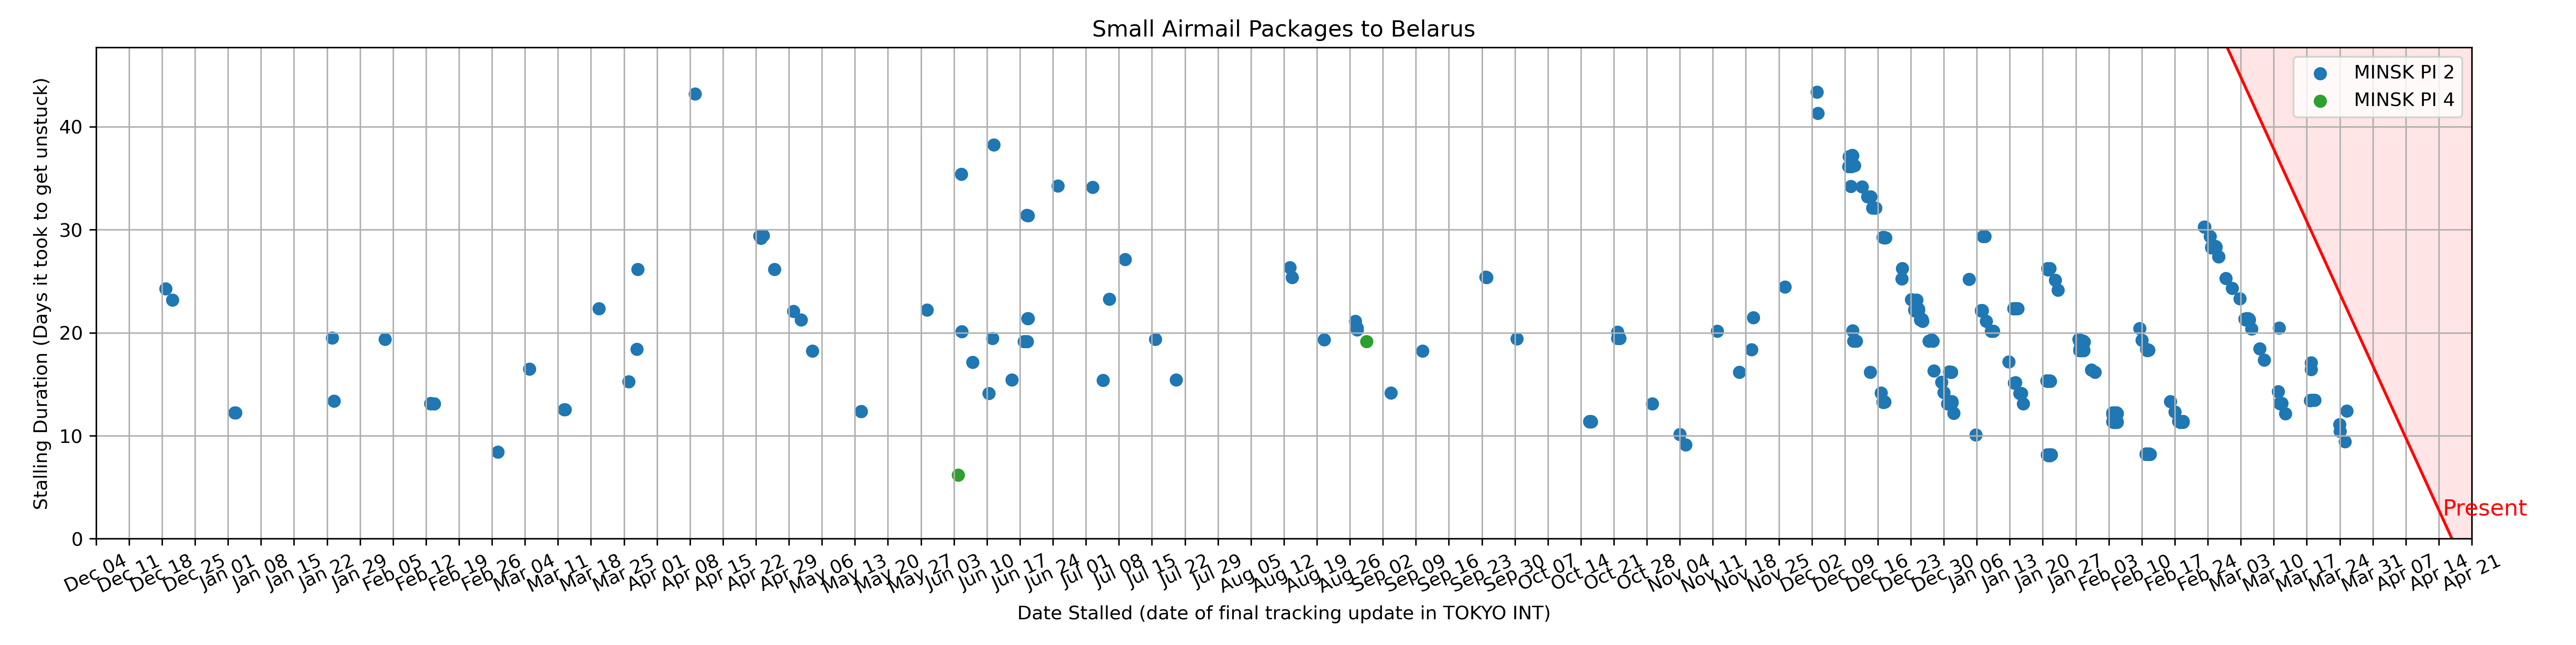 Small Airmail Packages to Belarus
Stalling Duration (Days it took to get unstuck)
40
30
20
10
0
MINSK PI 2
MINSK PI 4
Present
Dec 04
Dec 11
Dec 18
Dec 25
Jan 01
Jan 08
Jan 15
Jan 22
Jan 29
Feb 05
Feb 12
Feb 19
Feb 26
Mar 04
Mar 11
Mar 18
Mar 25
Apr 01
Apr 08
Apr 15
Apr 22
Apr 29
May 06
May 13
May 20
May 27
Jun 03
Jun 10
Jun 17
Jun 24
Jul 01
Jul 08
Jul 15
Jul 22
Jul 29
Aug 05
Aug 12
Aug 19
Aug 26
Sep 02
Sep 09
Sep 16
Sep 23
Sep 30
Oct 07
Oct 14
Oct 21
Oct 28
Nov 04
Nov 11
Nov 18
Nov 25
Dec 02
Dec 09
Dec 16
Dec 23
Dec 30
Jan 06
Jan 13
Jan 20
Jan 27
Feb 03
Feb 10
Feb 17
Feb 24
Mar 03
Mar 10
Mar 17
Mar 24
Mar 31
Apr 07
Apr 14
Apr 21
Date Stalled (date of final tracking update in TOKYO INT)